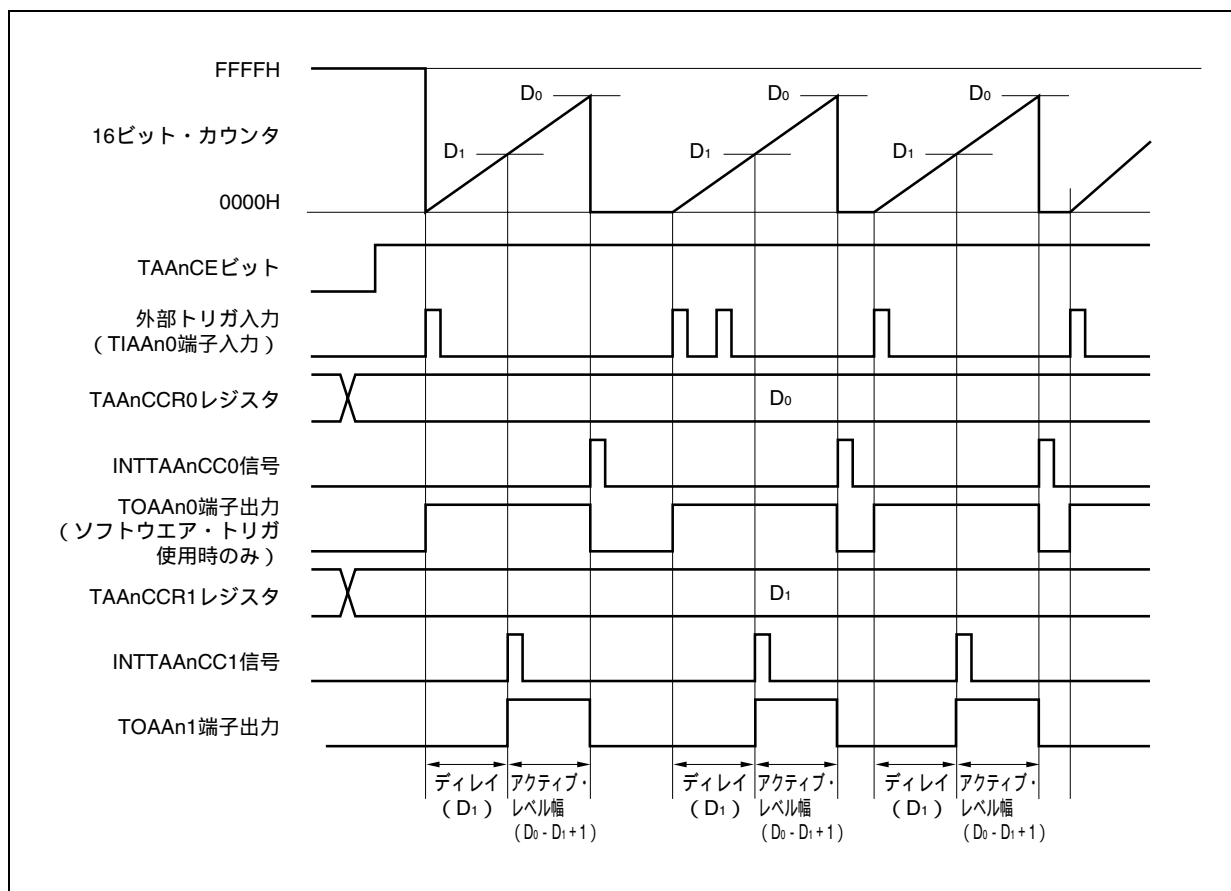 FFFFH
D0 D0 D0
16ビット・カウンタ
D1 D1 D1
0000H
TAAnCEビット
外部トリガ入力
（TIAAn0端子入力）
TAAnCCR0レジスタ D0
INTTAAnCC0信号
TOAAn0端子出力
（ソフトウエア・トリガ
使用時のみ）
TAAnCCR1レジスタ D1
INTTAAnCC1信号
TOAAn1端子出力
ディレイ アクティブ・ ディレイ アクティブ・ ディレイ アクティブ・
（D1） レベル幅 （D1） レベル幅 （D1） レベル幅
（D0 - D1 + 1） （D0 - D1 + 1） （D0 - D1 + 1）